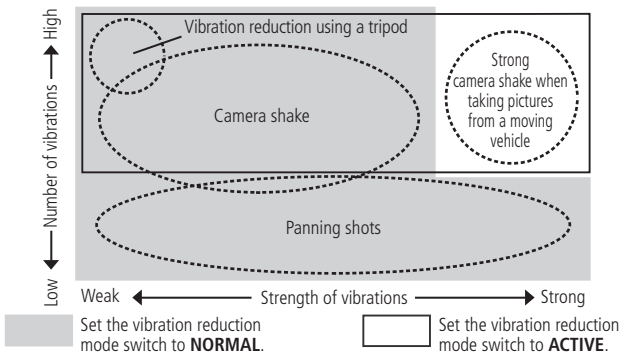 High
Number of vibrations
Low
Vibration reduction using a tripod
Camera shake
Strong
camera shake when
taking pictures
from a moving
vehicle
Panning shots
Weak
Strength of vibrations
Strong
Set the vibration reduction
mode switch to NORMAL.
Set the vibration reduction
mode switch to ACTIVE.